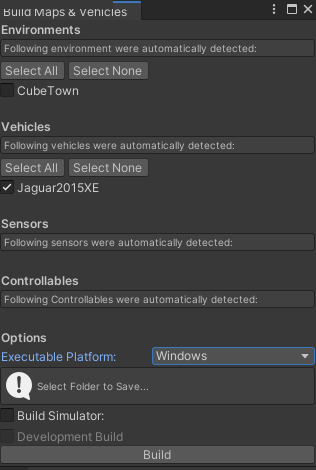 Build Maps & Vehicles
Environments
Following environment were automatically detected:
Select All Select None
CubeTown
Vehicles
Following vehicles were automatically detected:
Select All Select None
Jaguar2015XE
Sensors
Following sensors were automatically detected:
Controllables
Following Controllables were automatically detected:
Options
Executable Platform: Windows
Select Folder to Save...
Build Simulator:
Development Build
Build